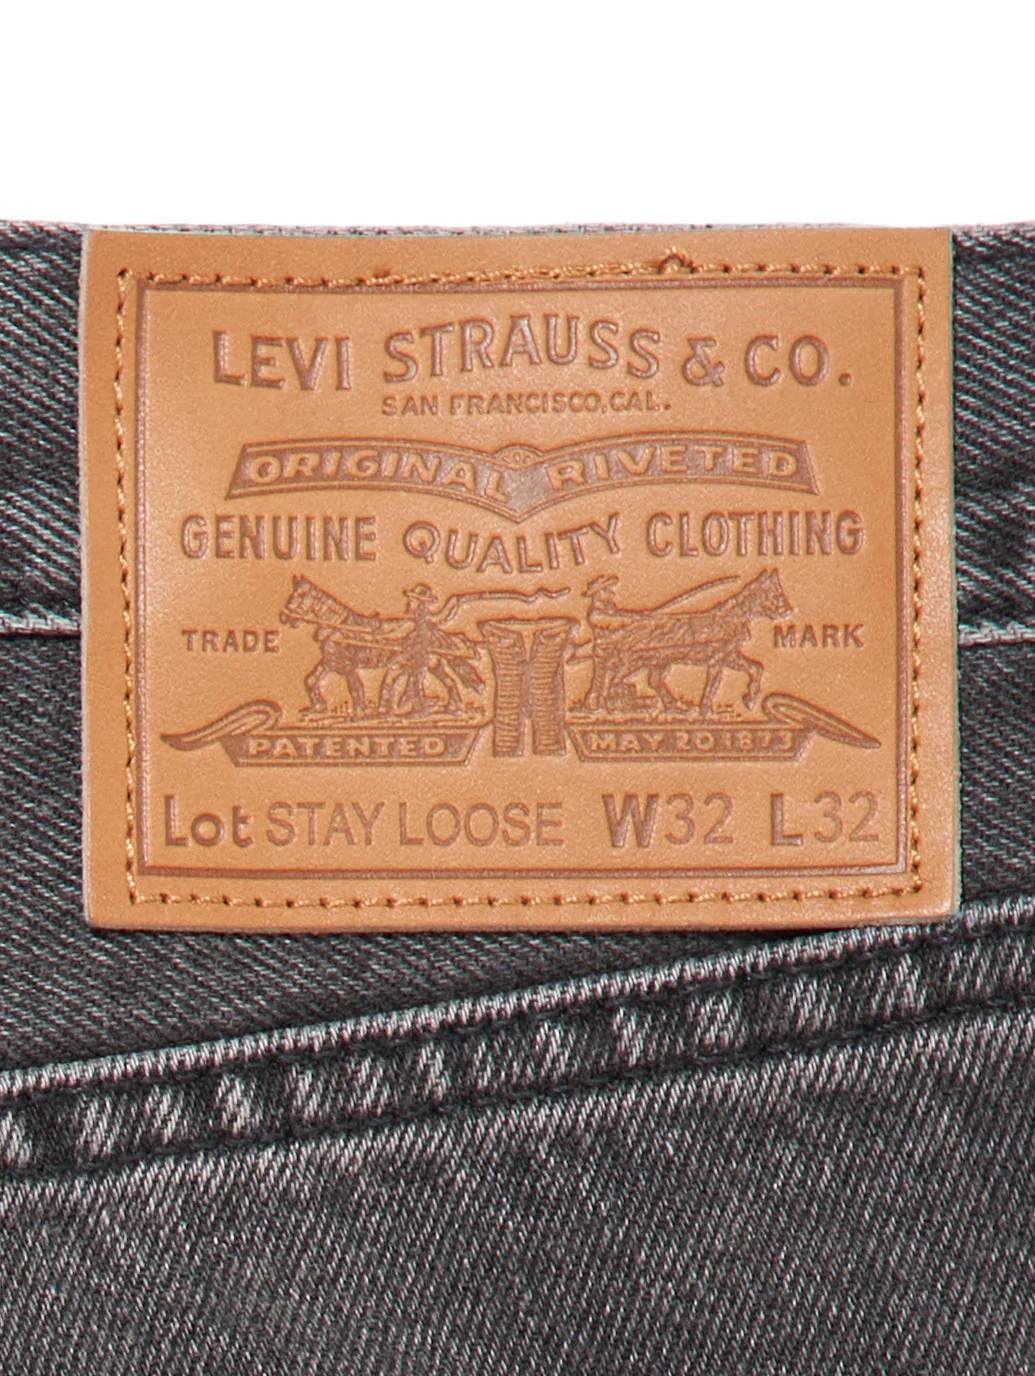 LEVI STRAUSS & CO.
SAN FRANCISCO, CAL.
ORIGINAL RIVETED
GENUINE QUALITY CLOTHING
TRADE MARK
PATENTED MAY 20 1873
Lot STAY LOOSE W32 L32